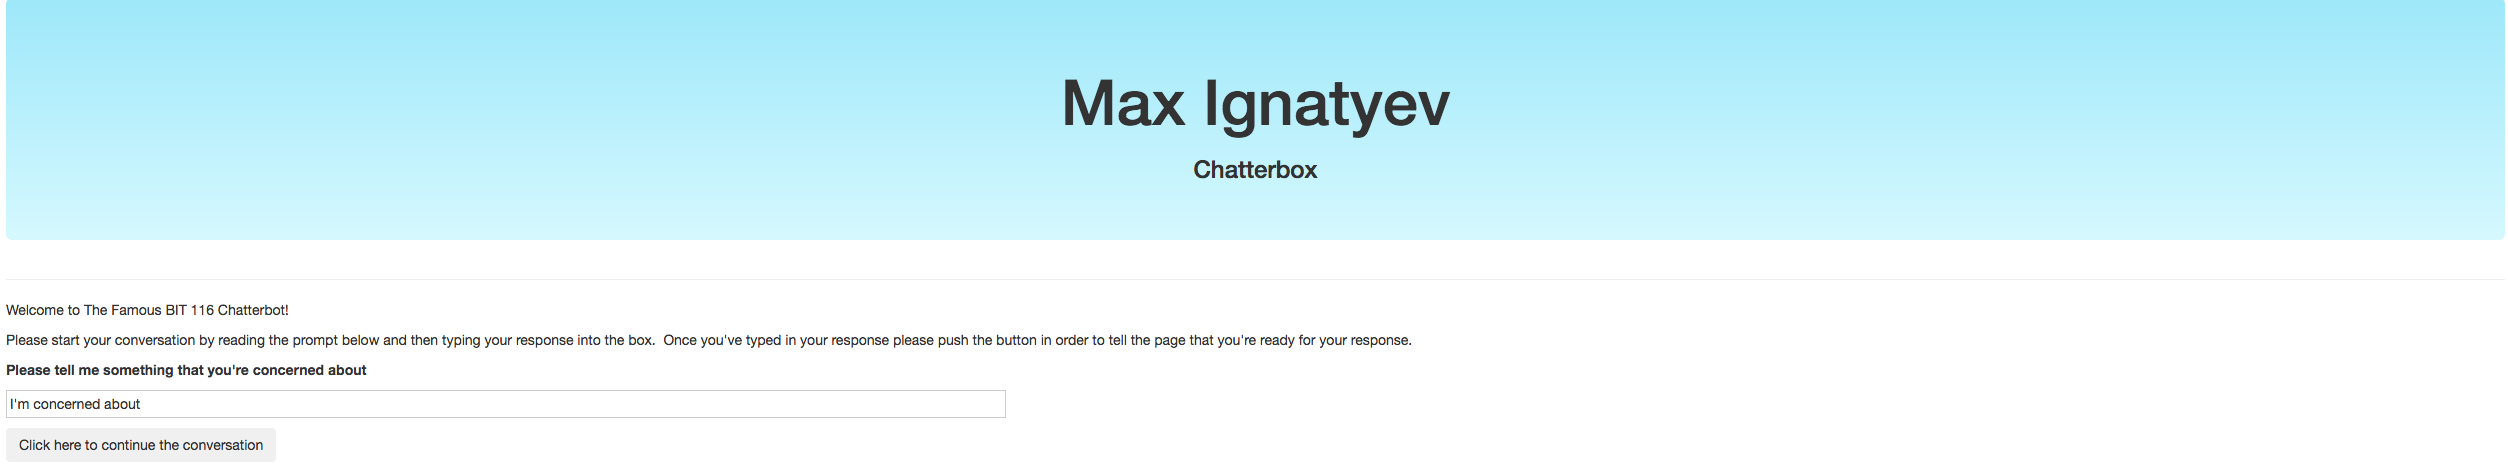 Max Ignatyev
Chatterbox
Welcome to The Famous BIT 116 Chatterbot!
Please start your conversation by reading the prompt below and then typing your response into the box.  Once you've typed in your response please push the button in order to tell the page that you're ready for your response.
Please tell me something that you're concerned about
I'm concerned about
Click here to continue the conversation